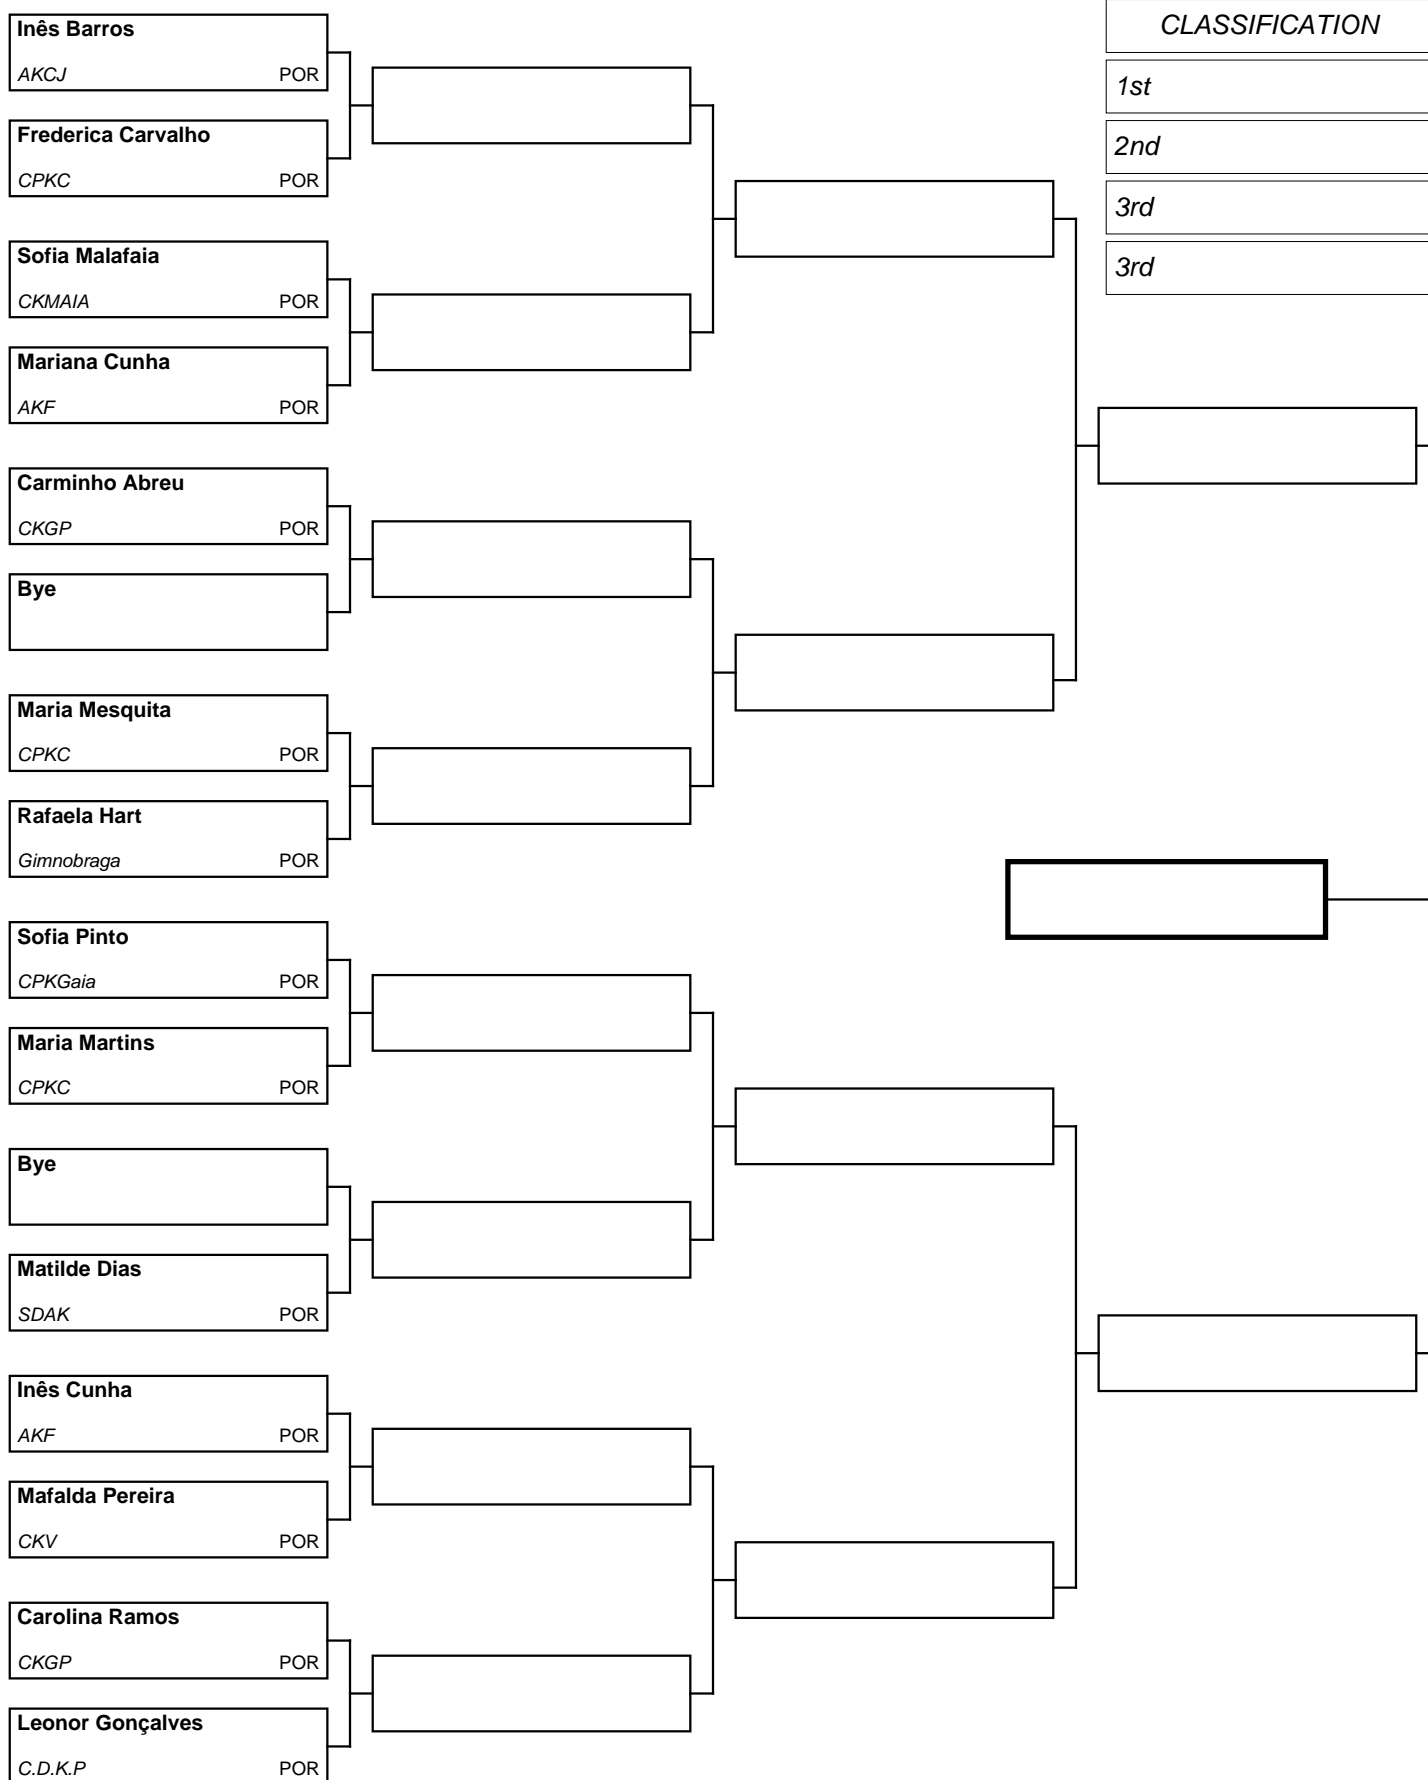 Inês Barros
AKCJ POR
Frederica Carvalho
CPKC POR
Sofia Malafaia
CKMAIA POR
Mariana Cunha
AKF POR
Carminho Abreu
CKGP POR
Bye
Maria Mesquita
CPKC POR
Rafaela Hart
Gimnobraga POR
Sofia Pinto
CPKGaia POR
Maria Martins
CPKC POR
Bye
Matilde Dias
SDAK POR
Inês Cunha
AKF POR
Mafalda Pereira
CKV POR
Carolina Ramos
CKGP POR
Leonor Gonçalves
C.D.K.P POR
CLASSIFICATION
1st
2nd
3rd
3rd